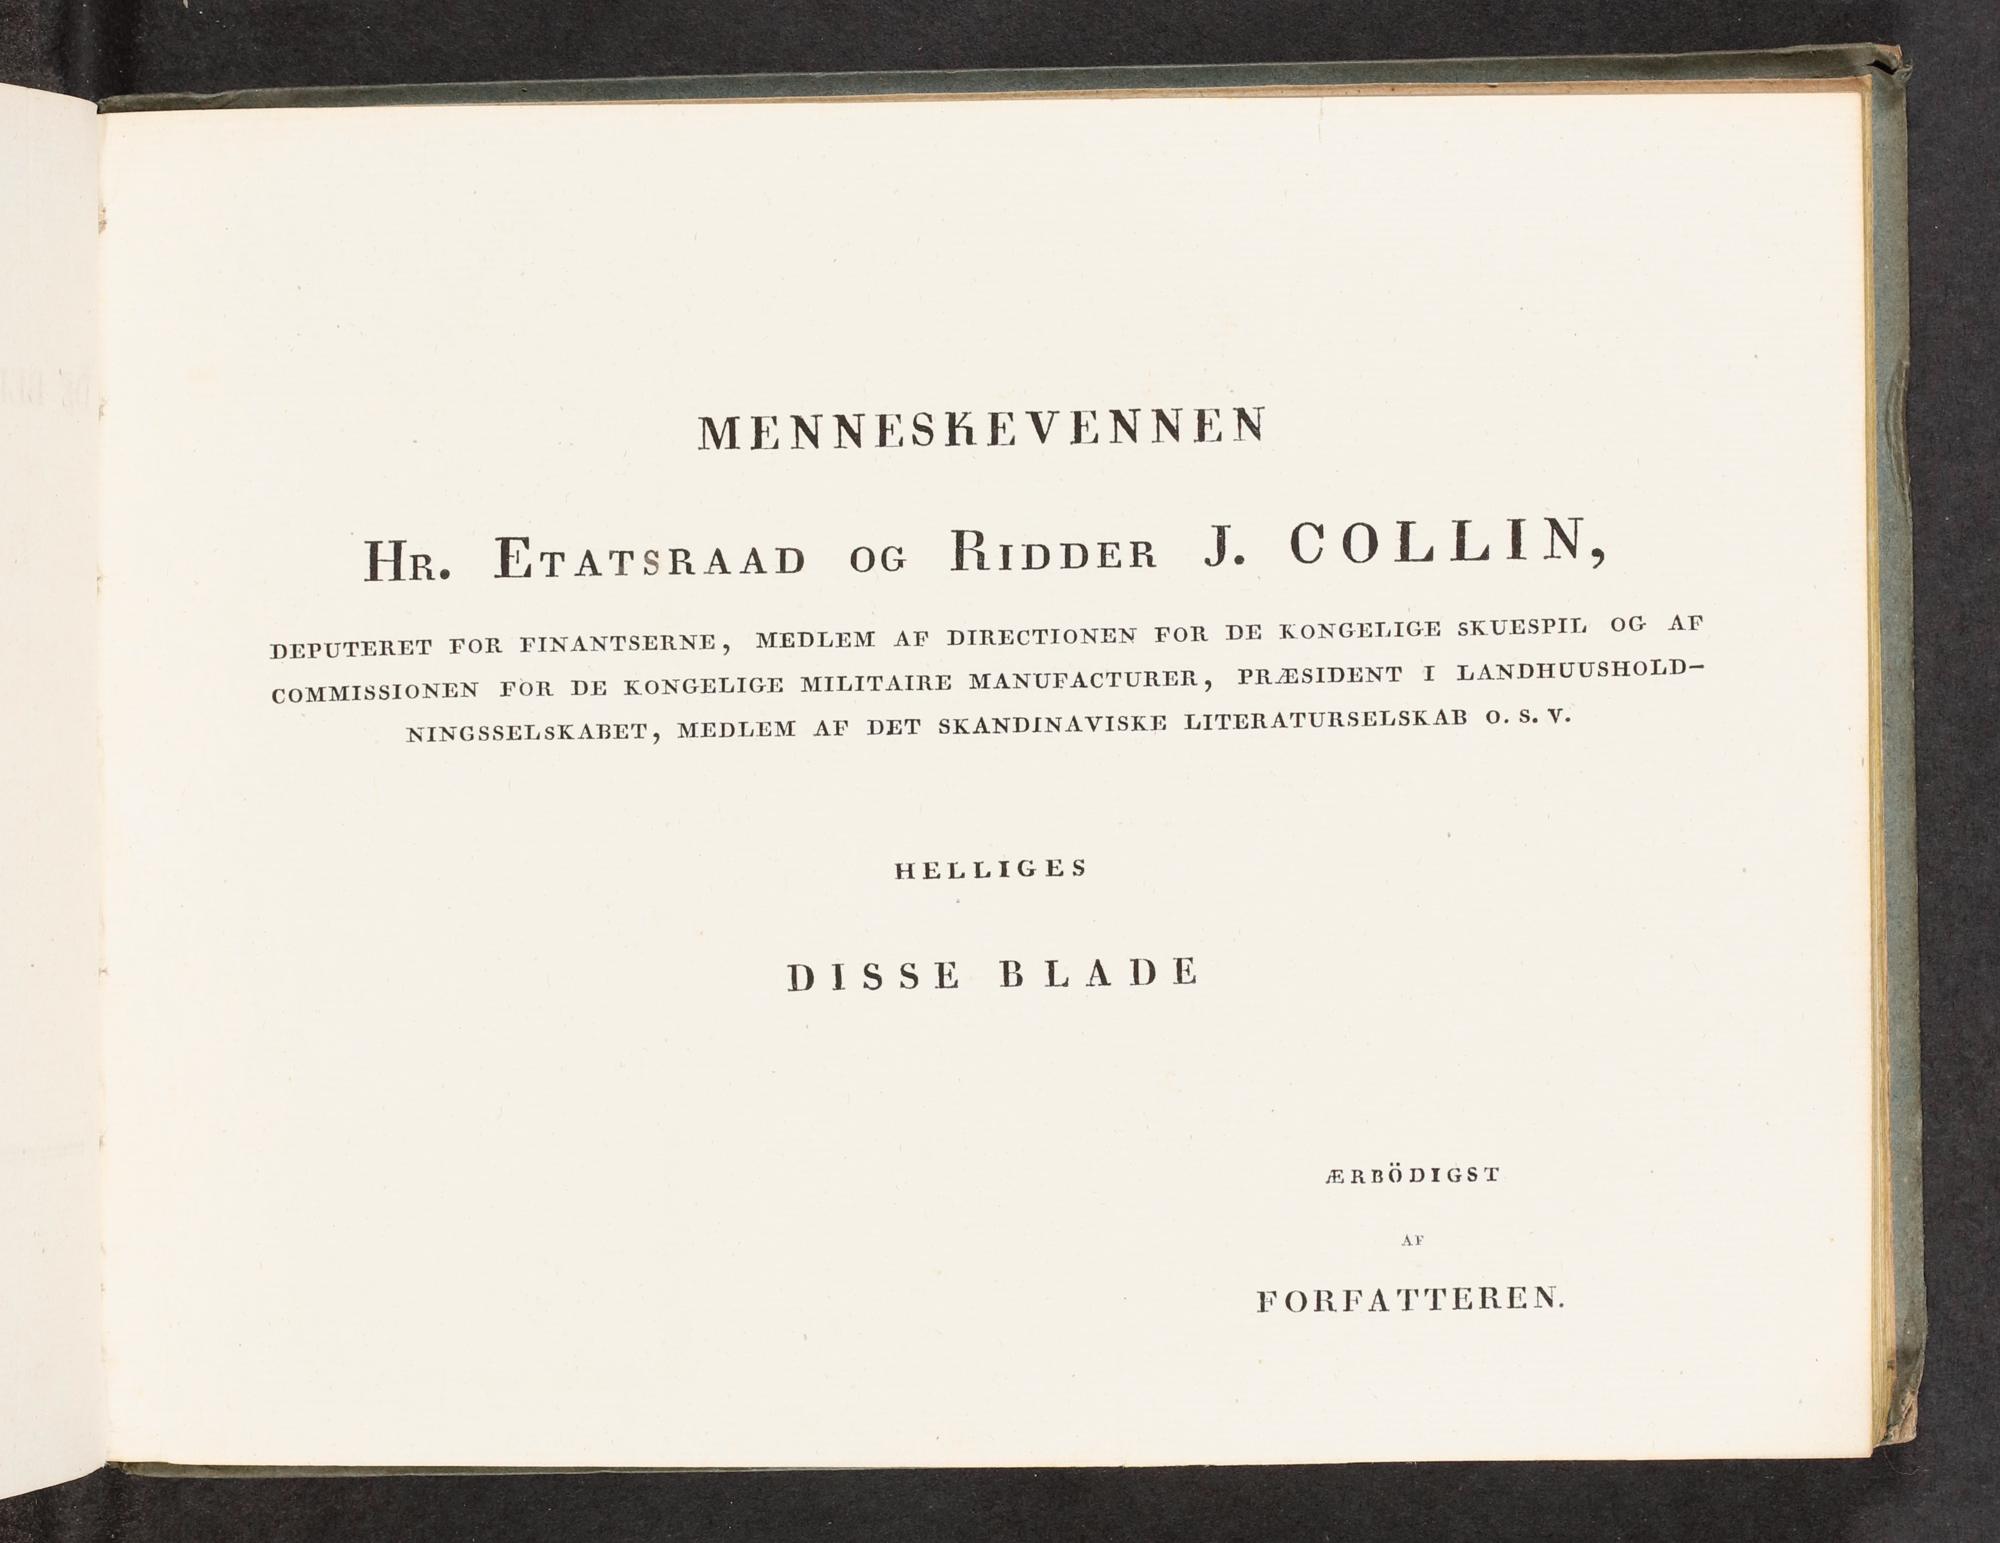 MENNESKEVENNEN
HR. ETATSRAAD OG RIDDER J. COLLIN,
DEPUTERET FOR FINANTSERNE, MEDLEM AF DIRECTIONEN FOR DE KONGELIGE SKUESPIL OG AF
COMMISSIONEN FOR DE KONGELIGE MILITAIRE MANUFACTURER, PRÆSIDENT I LANDHUUSHOLD-
NINGSSELSKABET, MEDLEM AF DET SKANDINAVISKE LITERATURSELSKAB O. S. V.
HELLIGES
DISSE BLADE
ÆRBÖDIGST
AF
FORFATTEREN.